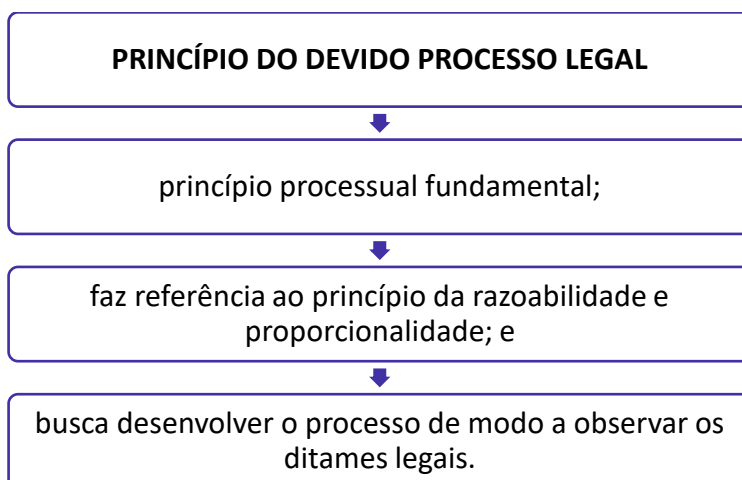 PRINCÍPIO DO DEVIDO PROCESSO LEGAL
princípio processual fundamental;
faz referência ao princípio da razoabilidade e
proporcionalidade; e
busca desenvolver o processo de modo a observar os
ditames legais.